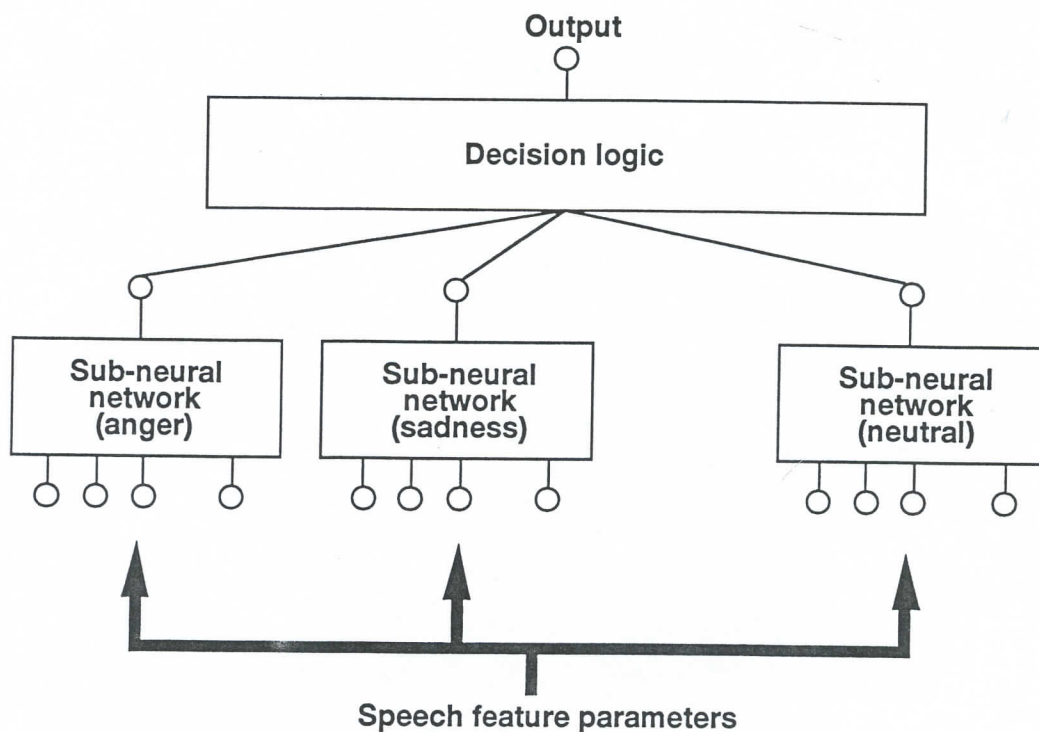 Output
Decision logic
Sub-neural
network
(anger)
Sub-neural
network
(sadness)
Sub-neural
network
(neutral)
Speech feature parameters